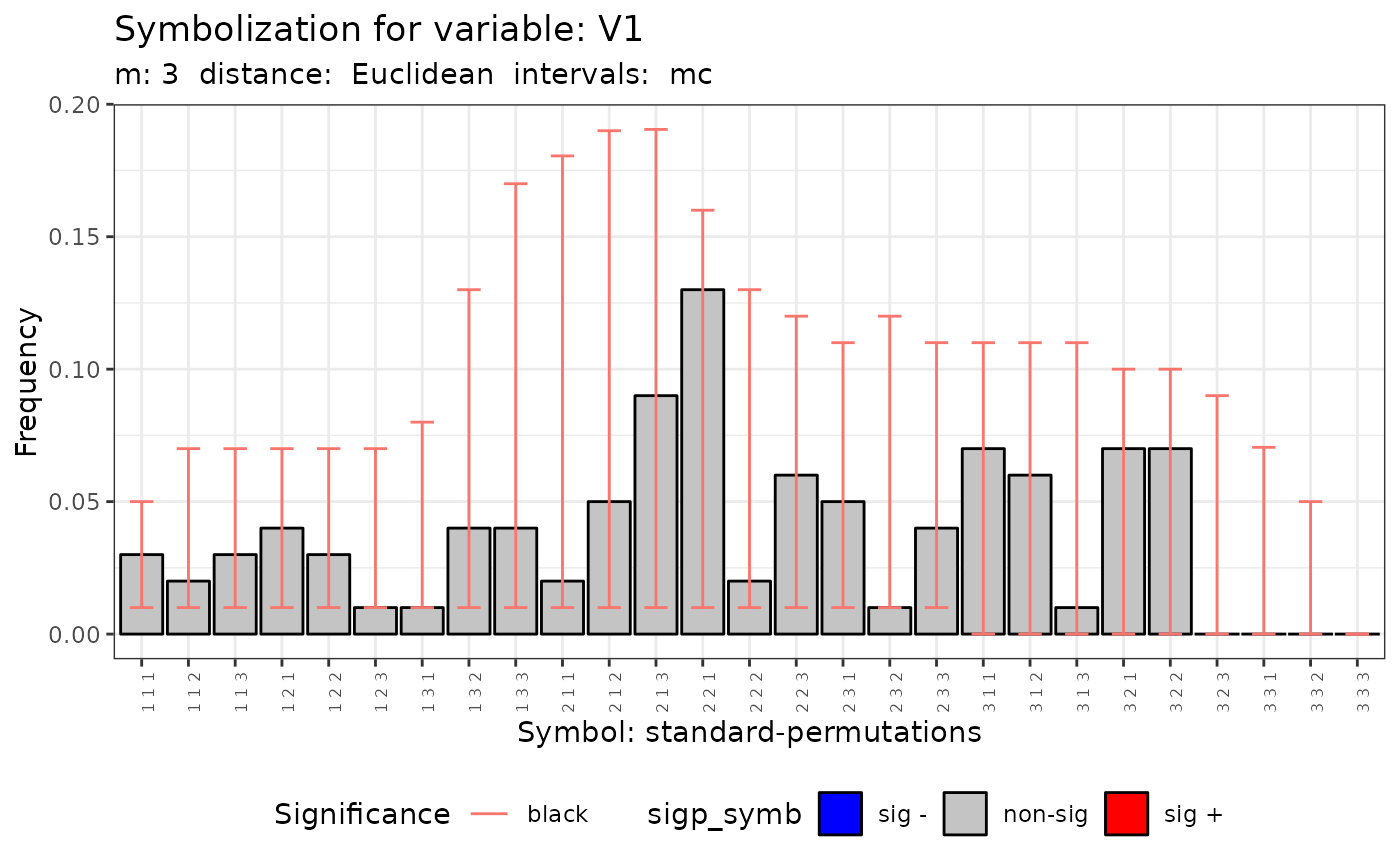 Symbolization for variable: V1
m: 3 distance: Euclidean intervals: mc
Frequency
0.20
0.15
0.10
0.05
0.00
1 1 1
1 1 2
1 1 3
1 2 1
1 2 2
1 2 3
1 3 1
1 3 2
1 3 3
2 1 1
2 1 2
2 1 3
2 2 1
2 2 2
2 2 3
2 3 1
2 3 2
2 3 3
3 1 1
3 1 2
3 1 3
3 2 1
3 2 2
3 2 3
3 3 1
3 3 2
3 3 3
Symbol: standard-permutations
Significance black sigp_symb sig - non-sig sig +